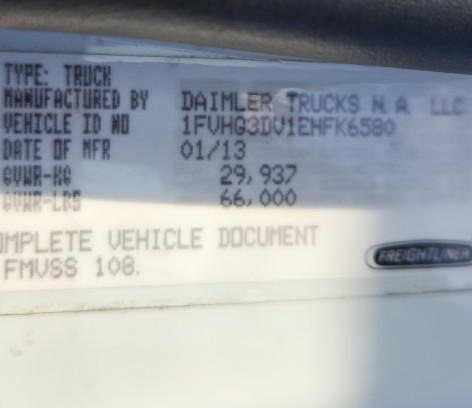 TYPE: TRUCK
MANUFACTURED BY DAIMLER TRUCKS N.A. LLC
VEHICLE ID NO 1FVHG3DV1EHFK6580
DATE OF MFR 01/13
GVWR-KG 29,937
GVWR-LBS 66,000
OMPLETE VEHICLE DOCUMENT
FMVSS 108.
FREIGHTLINER